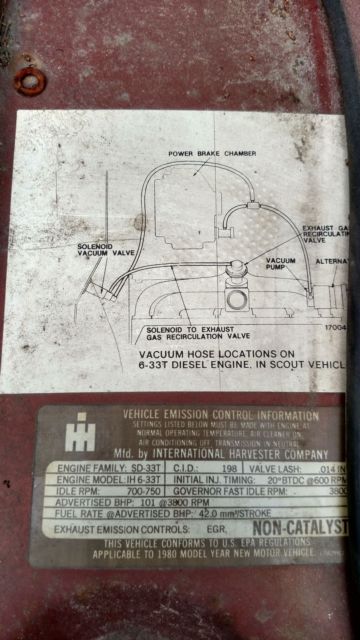 POWER BRAKE CHAMBER
EXHAUST GAS
RECIRCULATING
VALVE
SOLENOID
VACUUM VALVE
VACUUM
PUMP
ALTERNAT
SOLENOID TO EXHAUST
GAS RECIRCULATION VALVE
17004
VACUUM HOSE LOCATIONS ON
6-33T DIESEL ENGINE, IN SCOUT VEHICL
IH
VEHICLE EMISSION CONTROL INFORMATION
SETTINGS LISTED BELOW MUST BE MADE WITH ENGINE AT
NORMAL OPERATING TEMPERATURE, AIR CLEANER ON,
AIR CONDITIONING OFF, TRANSMISSION IN NEUTRAL.
Mfd. by INTERNATIONAL HARVESTER COMPANY
ENGINE FAMILY: SD-33T C.I.D.: 198 VALVE LASH: .014 IN
ENGINE MODEL: IH 6-33T INITIAL INJ. TIMING: 20°BTDC @600 RPM
IDLE RPM: 700-750 GOVERNOR FAST IDLE RPM: 3800
ADVERTISED BHP: 101 @3800 RPM
FUEL RATE @ADVERTISED BHP: 42.0 mm³/STROKE
EXHAUST EMISSION CONTROLS: EGR, NON-CATALYST
THIS VEHICLE CONFORMS TO U.S. EPA REGULATIONS
APPLICABLE TO 1980 MODEL YEAR NEW MOTOR VEHICLE.